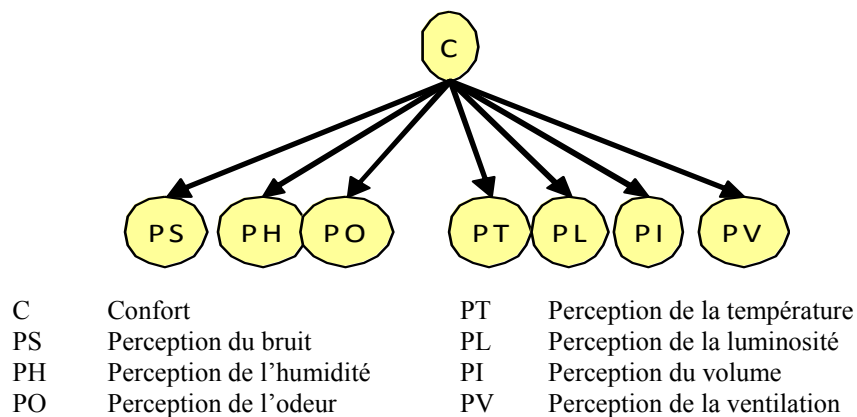 C
PS PH PO PT PL PI PV
C Confort PT Perception de la température
PS Perception du bruit PL Perception de la luminosité
PH Perception de l’humidité PI Perception du volume
PO Perception de l’odeur PV Perception de la ventilation